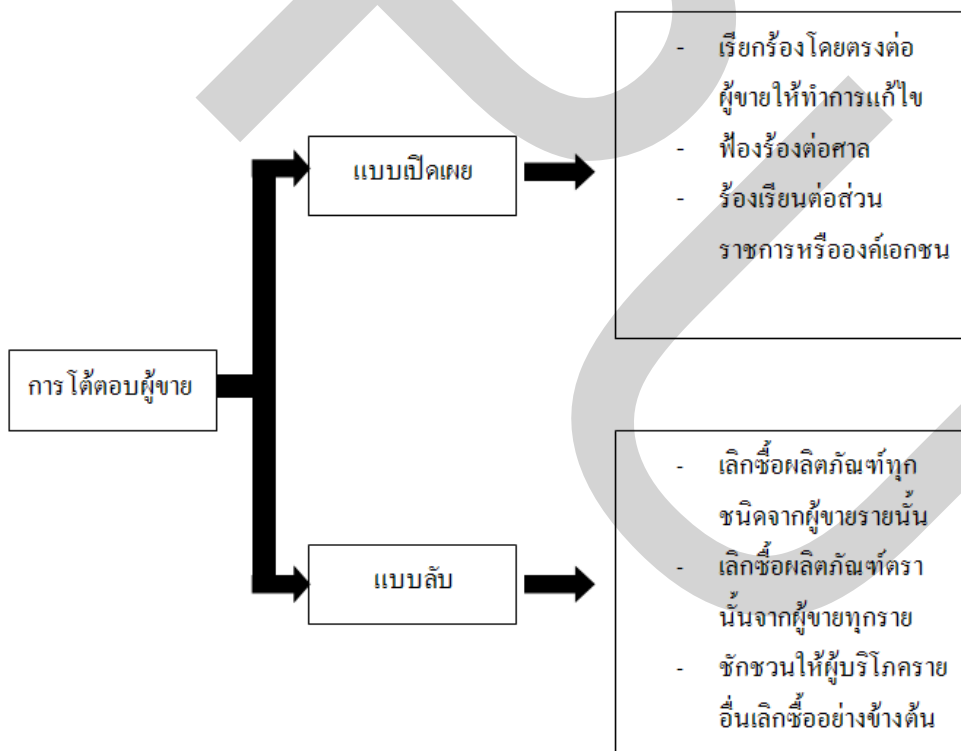 - เรียกร้องโดยตรงต่อ
ผู้ขายให้ทำการแก้ไข
- ฟ้องร้องต่อศาล
- ร้องเรียนต่อส่วน
ราชการหรือองค์เอกชน
แบบเปิดเผย
การโต้ตอบผู้ขาย
แบบลับ
- เลิกซื้อผลิตภัณฑ์ทุก
ชนิดจากผู้ขายรายนั้น
- เลิกซื้อผลิตภัณฑ์ตรา
นั้นจากผู้ขายทุกราย
- ชักชวนให้ผู้บริโภคราย
อื่นเลิกซื้ออย่างข้างต้น